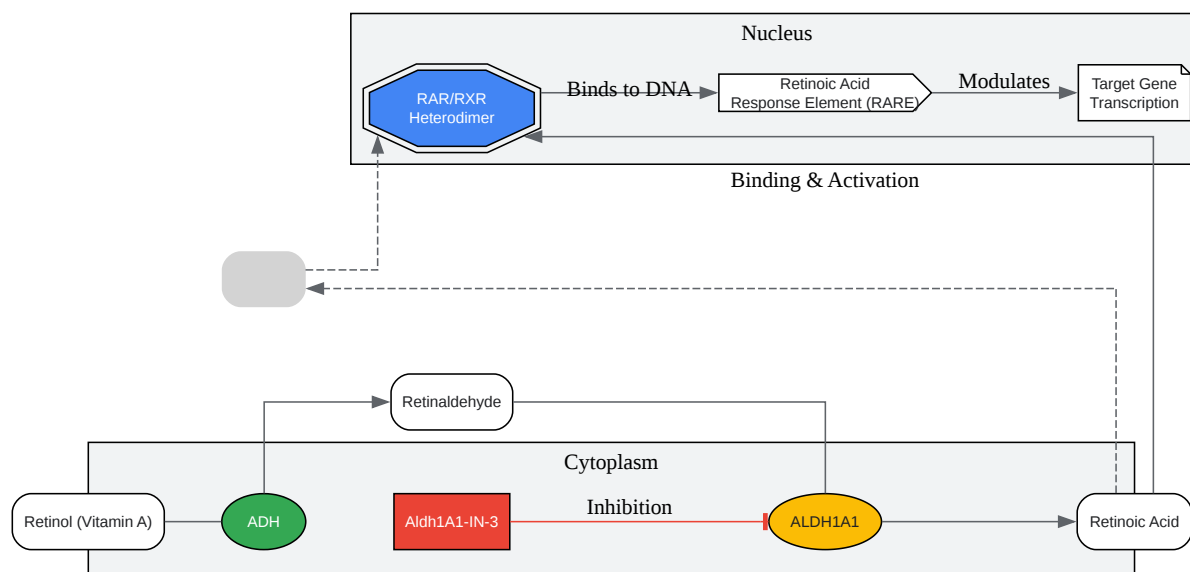 Nucleus
RAR/RXR
Heterodimer
Binds to DNA
Retinoic Acid
Response Element (RARE)
Modulates
Target Gene
Transcription
Binding & Activation
Retinaldehyde
Cytoplasm
Retinol (Vitamin A)
ADH
Aldh1A1-IN-3
Inhibition
ALDH1A1
Retinoic Acid